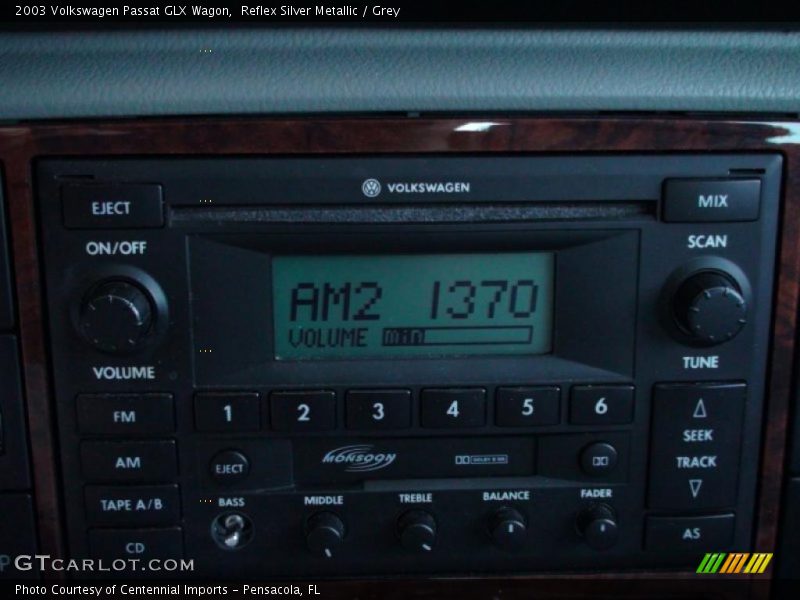 2003 Volkswagen Passat GLX Wagon,  Reflex Silver Metallic / Grey
VOLKSWAGEN
EJECT
MIX
ON/OFF
SCAN
AM2 1370
VOLUME min
VOLUME
TUNE
FM
1 2 3 4 5 6
SEEK
TRACK
AM
EJECT
MONSOON
DOLBY B NR
TAPE A/B
BASS
MIDDLE
TREBLE
BALANCE
FADER
AS
CD
GTCARLOT.COM
Photo Courtesy of Centennial Imports - Pensacola, FL